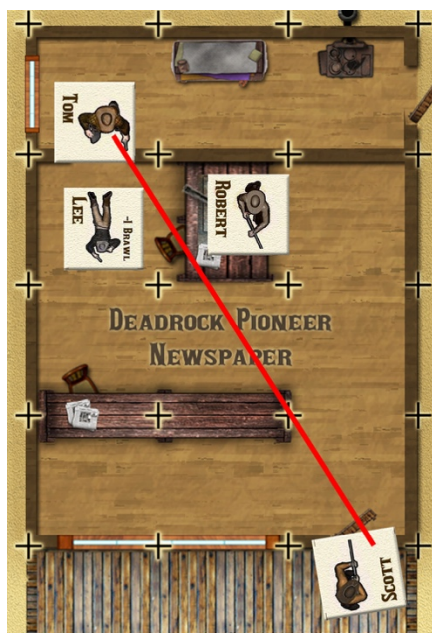 Tom
Robert
Lee
-1 Brawl
Deadrock Pioneer
Newspaper
Scott